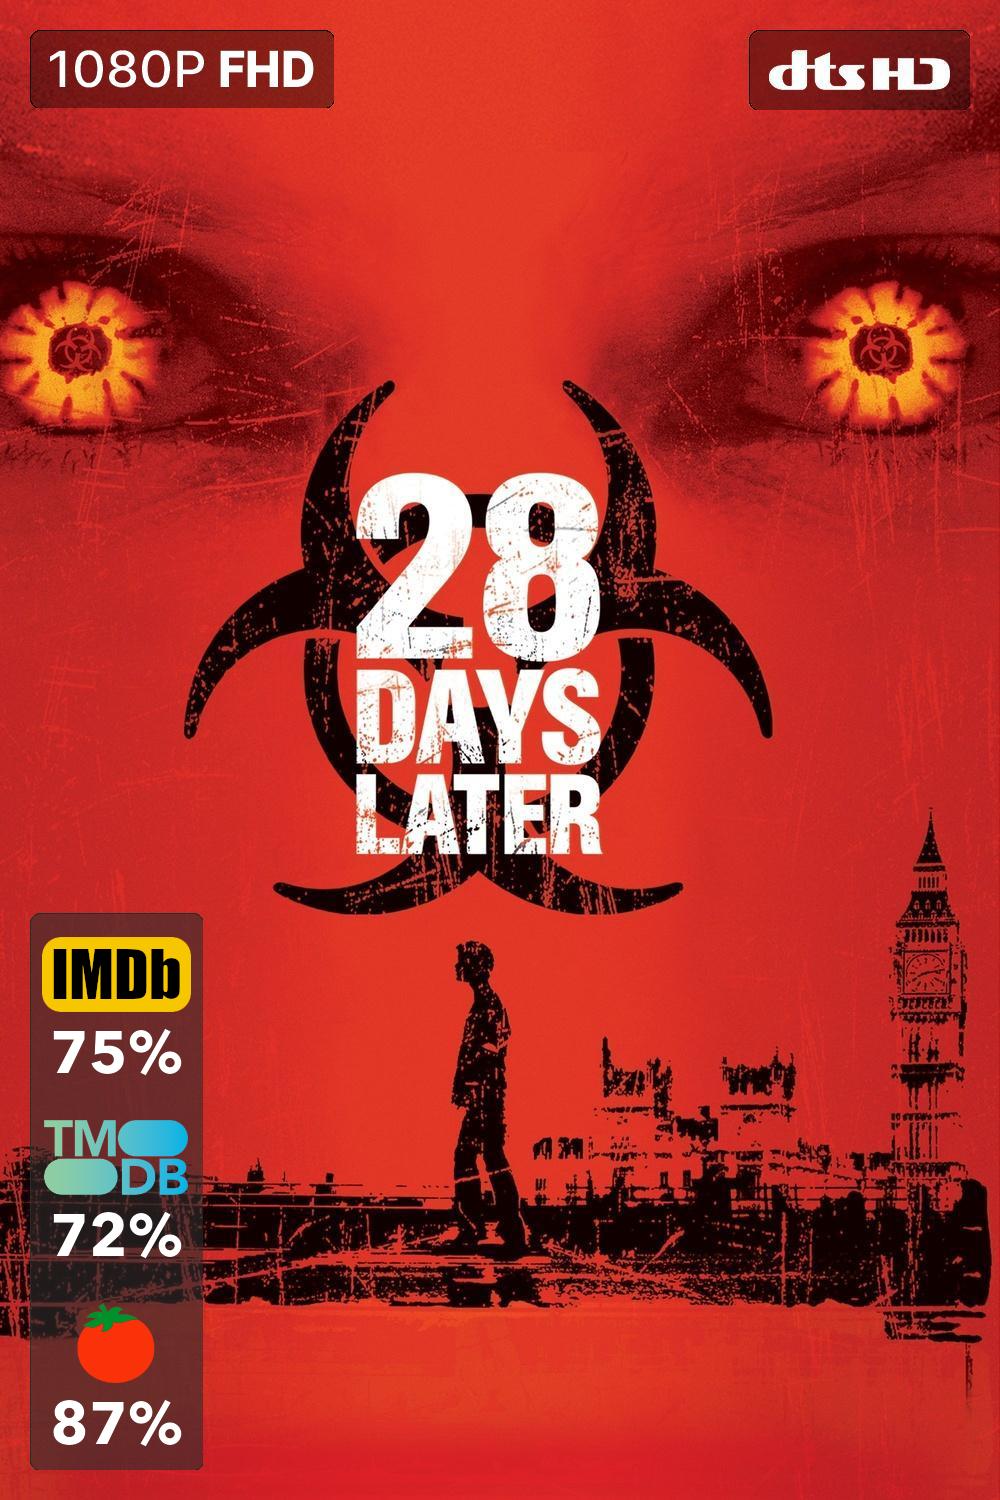 1080P FHD
dts HD
28
DAYS
LATER
IMDb
75%
TM
DB
72%
87%